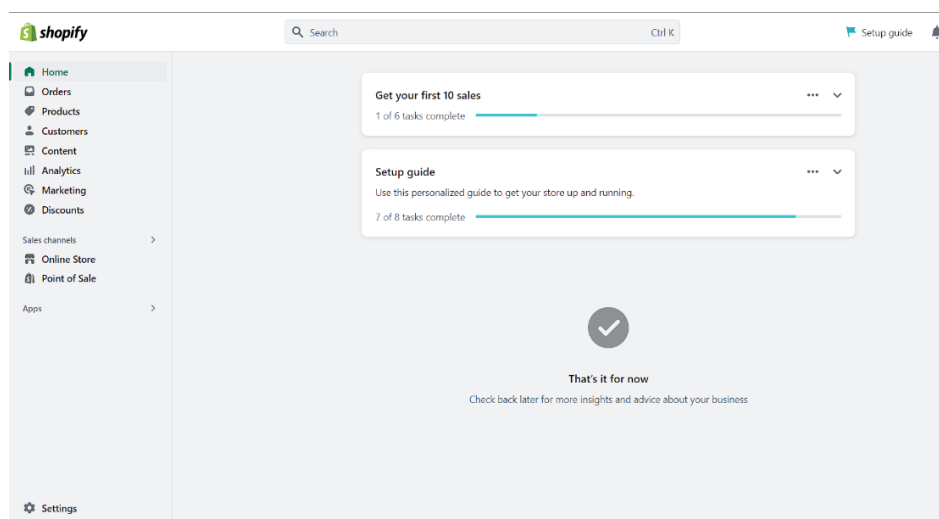 shopify
Search
Ctrl K
Setup guide
Home
Orders
Products
Customers
Content
Analytics
Marketing
Discounts
Sales channels
Online Store
Point of Sale
Apps
Settings
Get your first 10 sales
1 of 6 tasks complete
Setup guide
Use this personalized guide to get your store up and running.
7 of 8 tasks complete
That's it for now
Check back later for more insights and advice about your business